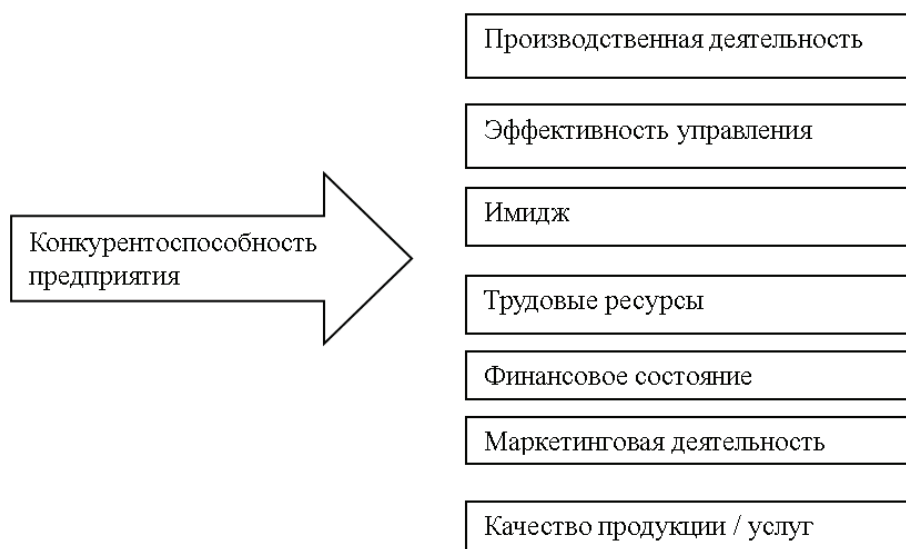 Производственная деятельность
Эффективность управления
Имидж
Конкурентоспособность
предприятия
Трудовые ресурсы
Финансовое состояние
Маркетинговая деятельность
Качество продукции / услуг